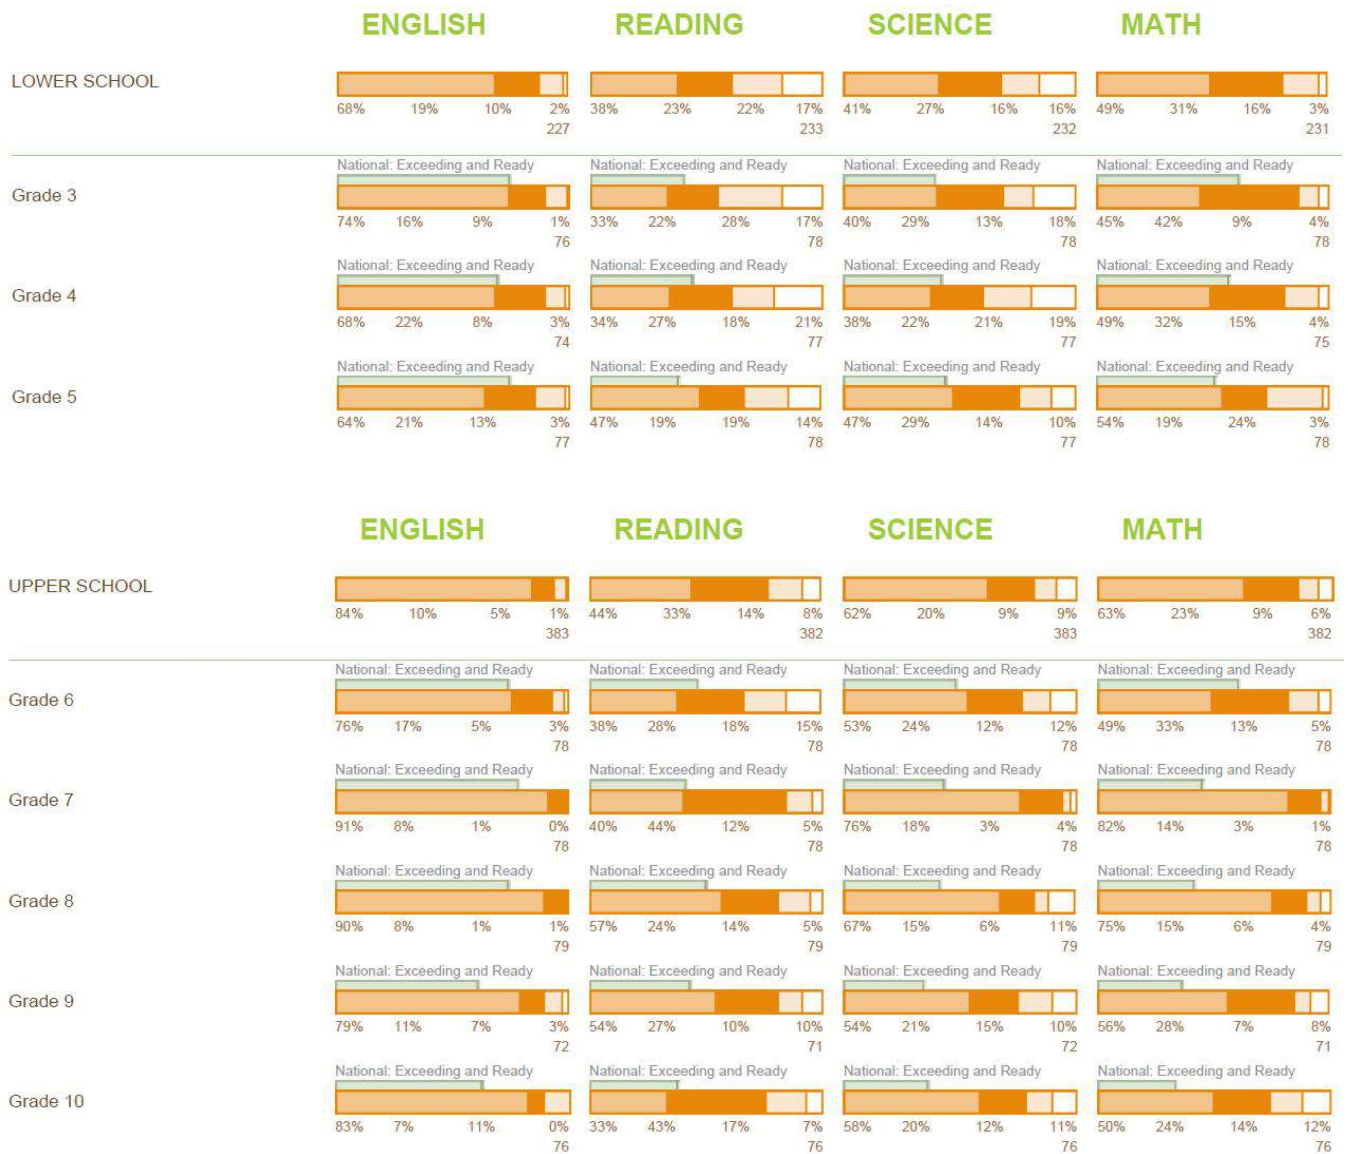 ENGLISH READING SCIENCE MATH
LOWER SCHOOL
68% 19% 10% 2% 38% 23% 22% 17% 41% 27% 16% 16% 49% 31% 16% 3%
227 233 232 231
National: Exceeding and Ready National: Exceeding and Ready National: Exceeding and Ready National: Exceeding and Ready
Grade 3
74% 16% 9% 1% 33% 22% 28% 17% 40% 29% 13% 18% 45% 42% 9% 4%
76 78 78 78
National: Exceeding and Ready National: Exceeding and Ready National: Exceeding and Ready National: Exceeding and Ready
Grade 4
68% 22% 8% 3% 34% 27% 18% 21% 38% 22% 21% 19% 49% 32% 15% 4%
74 77 77 75
National: Exceeding and Ready National: Exceeding and Ready National: Exceeding and Ready National: Exceeding and Ready
Grade 5
64% 21% 13% 3% 47% 19% 19% 14% 47% 29% 14% 10% 54% 19% 24% 3%
77 78 77 78
ENGLISH READING SCIENCE MATH
UPPER SCHOOL
84% 10% 5% 1% 44% 33% 14% 8% 62% 20% 9% 9% 63% 23% 9% 6%
383 382 383 382
National: Exceeding and Ready National: Exceeding and Ready National: Exceeding and Ready National: Exceeding and Ready
Grade 6
76% 17% 5% 3% 38% 28% 18% 15% 53% 24% 12% 12% 49% 33% 13% 5%
78 78 78 78
National: Exceeding and Ready National: Exceeding and Ready National: Exceeding and Ready National: Exceeding and Ready
Grade 7
91% 8% 1% 0% 40% 44% 12% 5% 76% 18% 3% 4% 82% 14% 3% 1%
78 78 78 78
National: Exceeding and Ready National: Exceeding and Ready National: Exceeding and Ready National: Exceeding and Ready
Grade 8
90% 8% 1% 1% 57% 24% 14% 5% 67% 15% 6% 11% 75% 15% 6% 4%
79 79 79 79
National: Exceeding and Ready National: Exceeding and Ready National: Exceeding and Ready National: Exceeding and Ready
Grade 9
79% 11% 7% 3% 54% 27% 10% 10% 54% 21% 15% 10% 56% 28% 7% 8%
72 71 72 71
National: Exceeding and Ready National: Exceeding and Ready National: Exceeding and Ready National: Exceeding and Ready
Grade 10
83% 7% 11% 0% 33% 43% 17% 7% 58% 20% 12% 11% 50% 24% 14% 12%
76 76 76 76